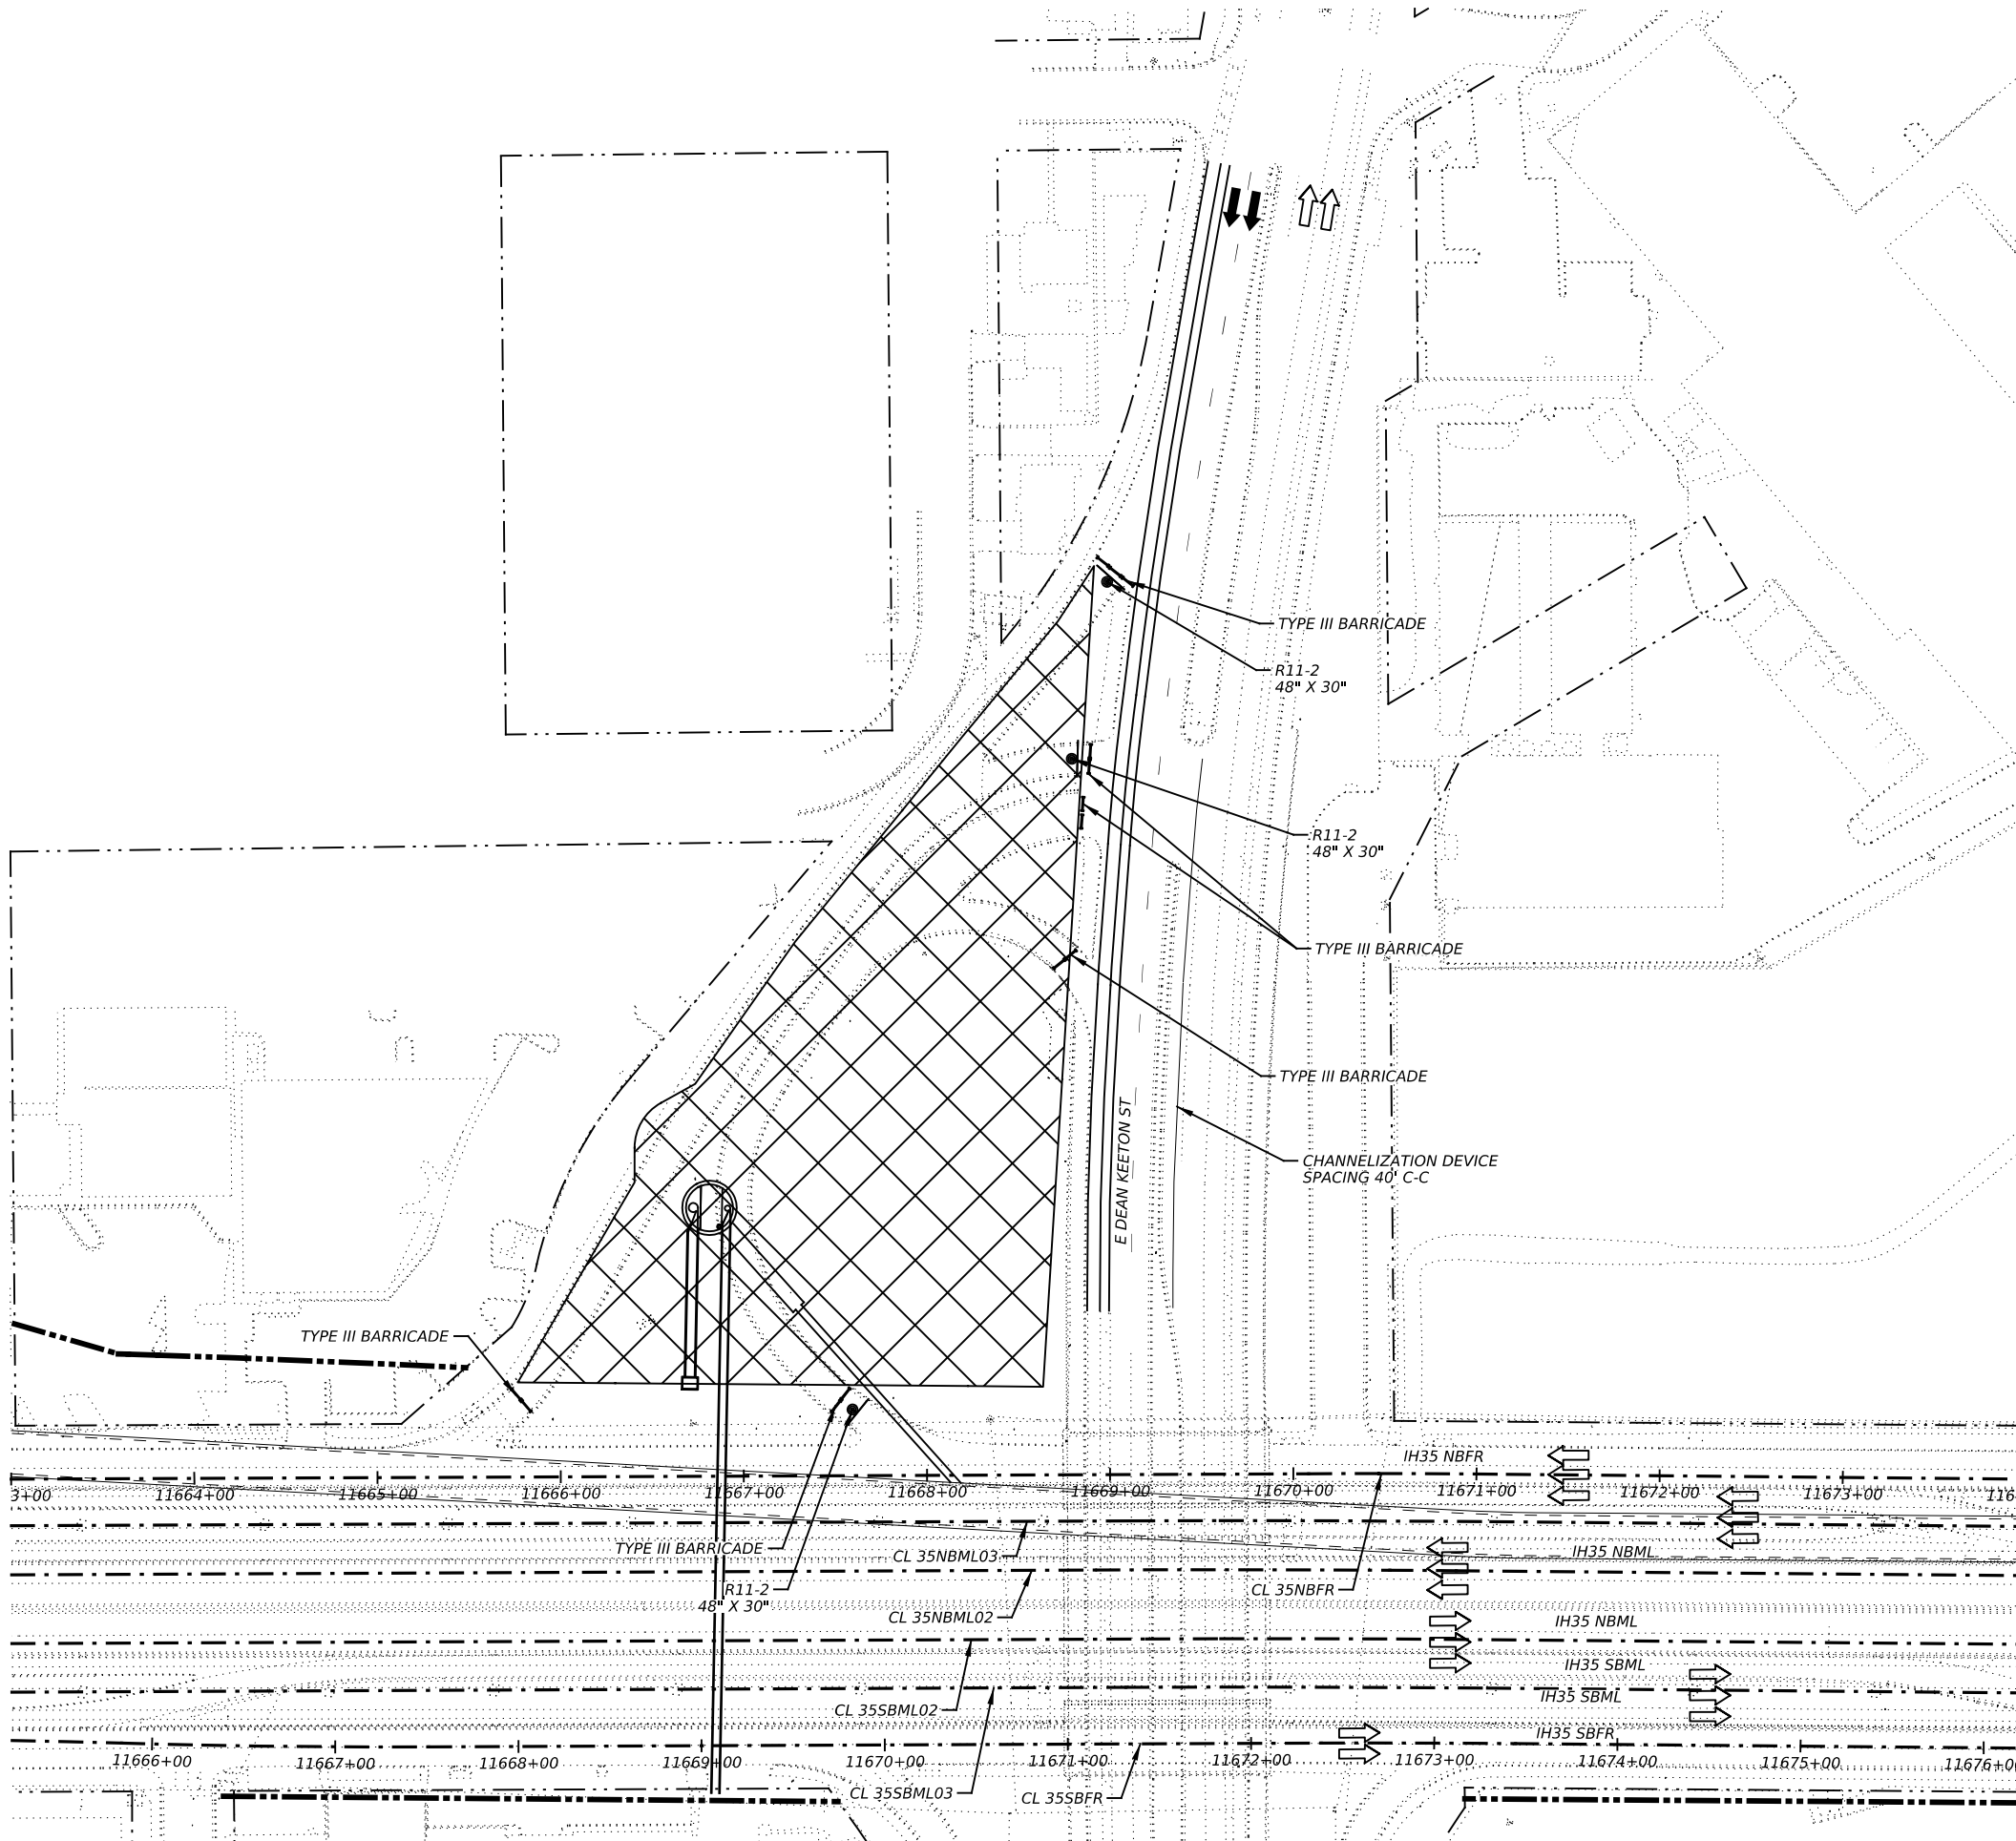 TYPE III BARRICADE
R11-2
48" X 30"
R11-2
48" X 30"
TYPE III BARRICADE
TYPE III BARRICADE
E DEAN KEETON ST
CHANNELIZATION DEVICE
SPACING 40' C-C
TYPE III BARRICADE
IH35 NBFR
3+00
11664+00
11665+00
11666+00
11667+00
11668+00
11669+00
11670+00
11671+00
11672+00
11673+00
116
TYPE III BARRICADE
CL 35NBML03
IH35 NBML
R11-2
48" X 30"
CL 35NBFR
CL 35NBML02
IH35 NBML
IH35 SBML
IH35 SBML
CL 35SBML02
IH35 SBFR
11666+00
11667+00
11668+00
11669+00
11670+00
11671+00
11672+00
11673+00
11674+00
11675+00
11676+0
CL 35SBML03
CL 35SBFR